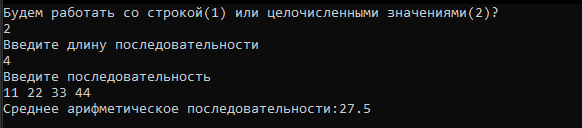 Будем работать со строкой(1) или целочисленными значениями(2)?
2
Введите длину последовательности
4
Введите последовательность
11 22 33 44
Среднее арифметическое последовательности:27.5